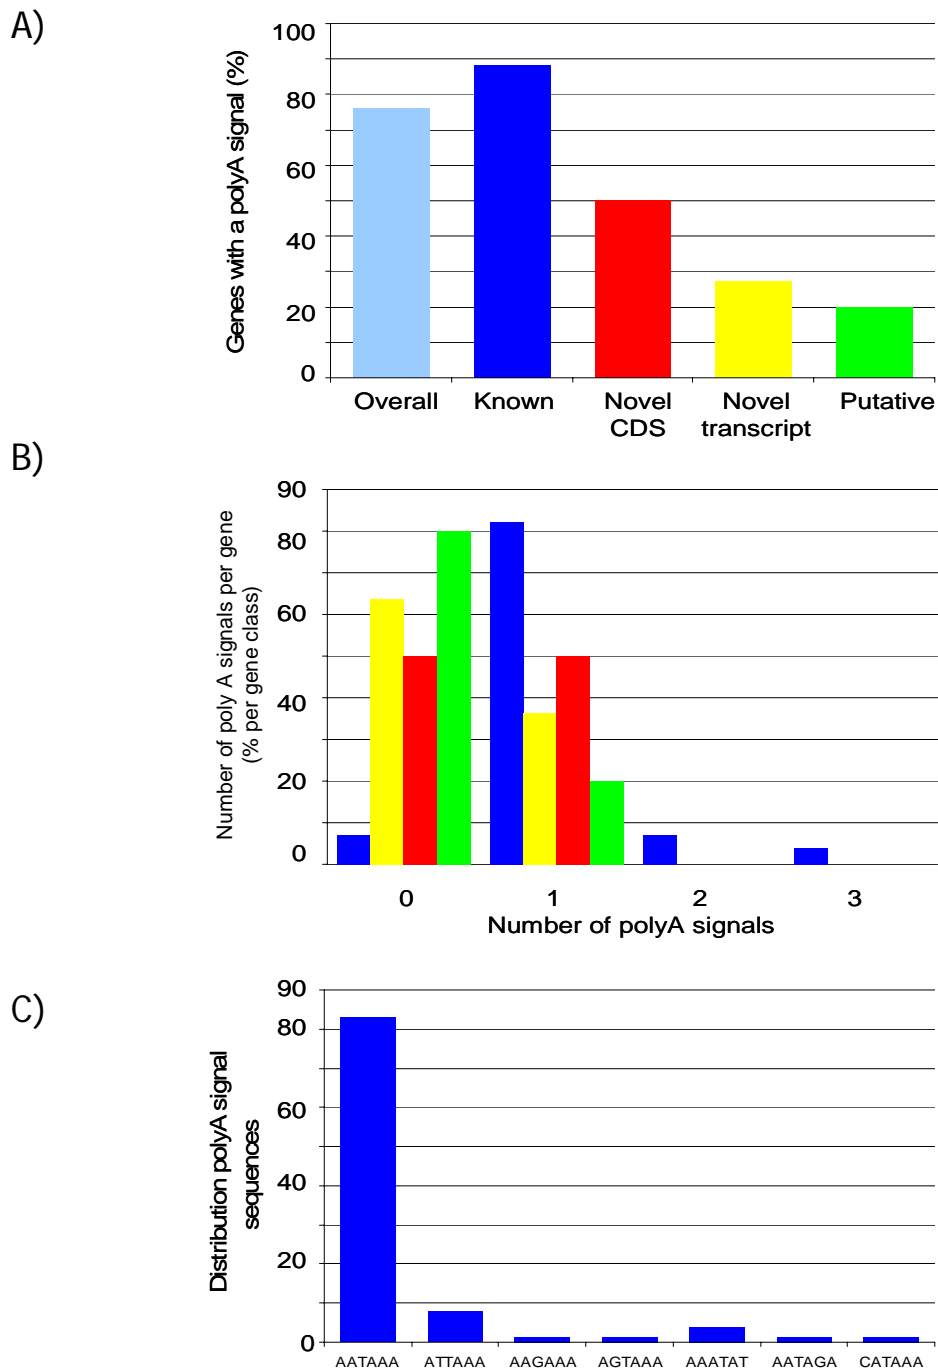 A)
Genes with a polyA signal (%)
100
80
60
40
20
0
Overall
Known
Novel CDS
Novel transcript
Putative
B)
Number of poly A signals per gene
(% per gene class)
90
80
60
40
20
0
0
1
2
3
Number of polyA signals
C)
Distribution polyA signal
sequences
90
80
60
40
20
0
AATAAA
ATTAAA
AAGAAA
AGTAAA
AAATAT
AATAGA
CATAAA